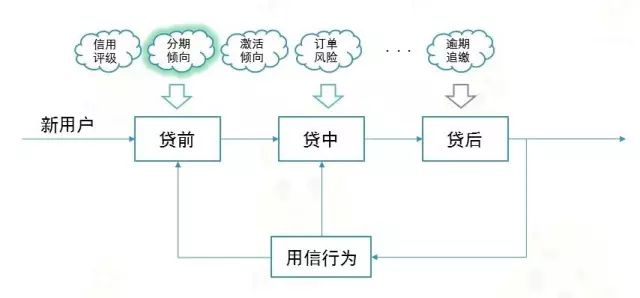 信用
评级
分期
倾向
激活
倾向
订单
风险
· · ·
逾期
追缴
新用户
贷前
贷中
贷后
用信行为